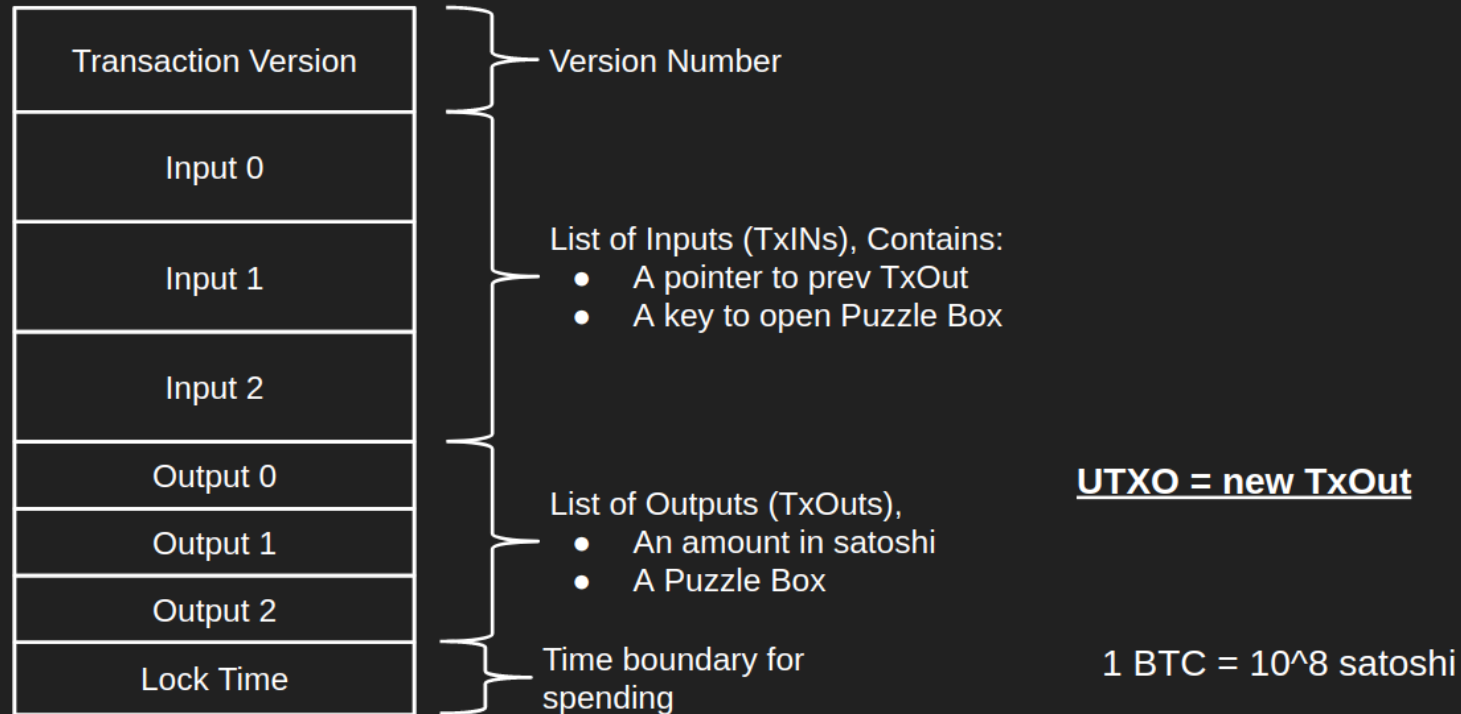 Transaction Version
Version Number
Input 0
Input 1
Input 2
List of Inputs (TxINs), Contains:
● A pointer to prev TxOut
● A key to open Puzzle Box
Output 0
Output 1
Output 2
List of Outputs (TxOuts),
● An amount in satoshi
● A Puzzle Box
UTXO = new TxOut
Lock Time
Time boundary for
spending
1 BTC = 10^8 satoshi